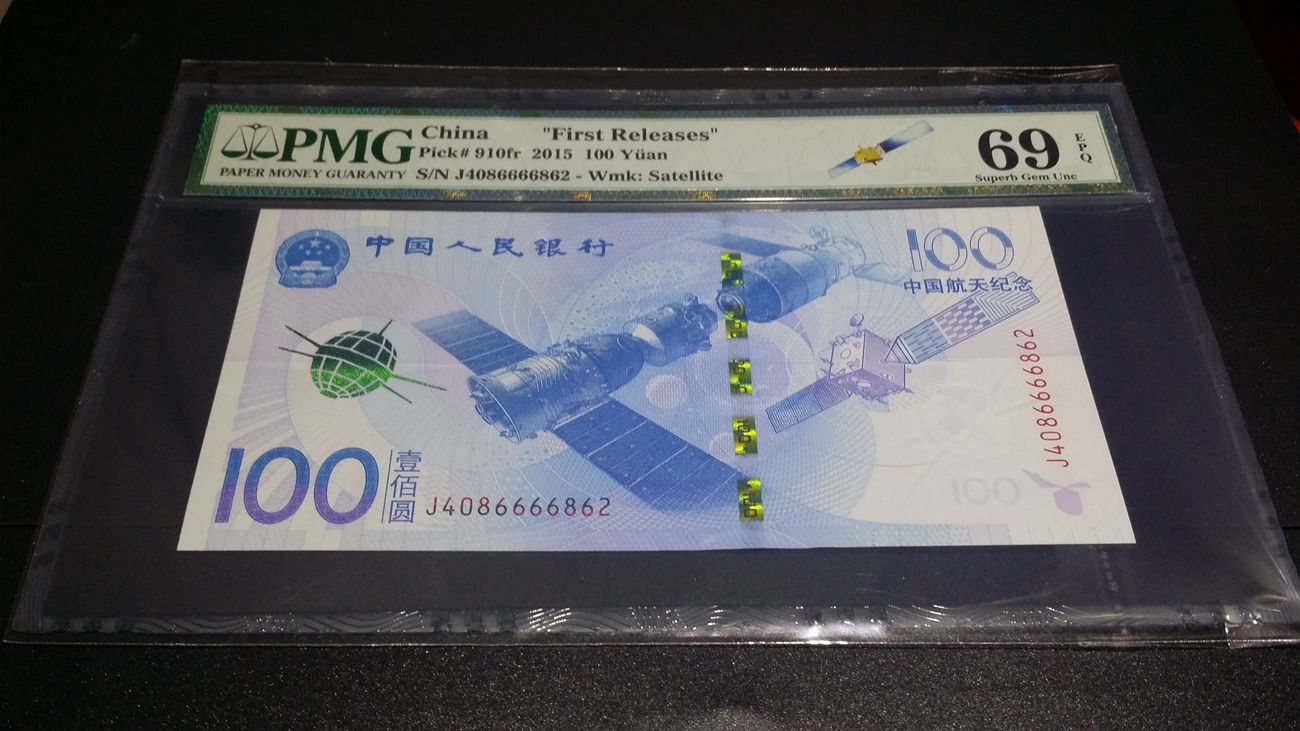 PMG
PAPER MONEY GUARANTY
China "First Releases"
Pick# 910fr 2015 100 Yüan
S/N J4086666862 - Wmk: Satellite
69
EPQ
Superb Gem Unc
中国人民银行
100
中国航天纪念
J4086666862
100
壹佰圆
J4086666862
100